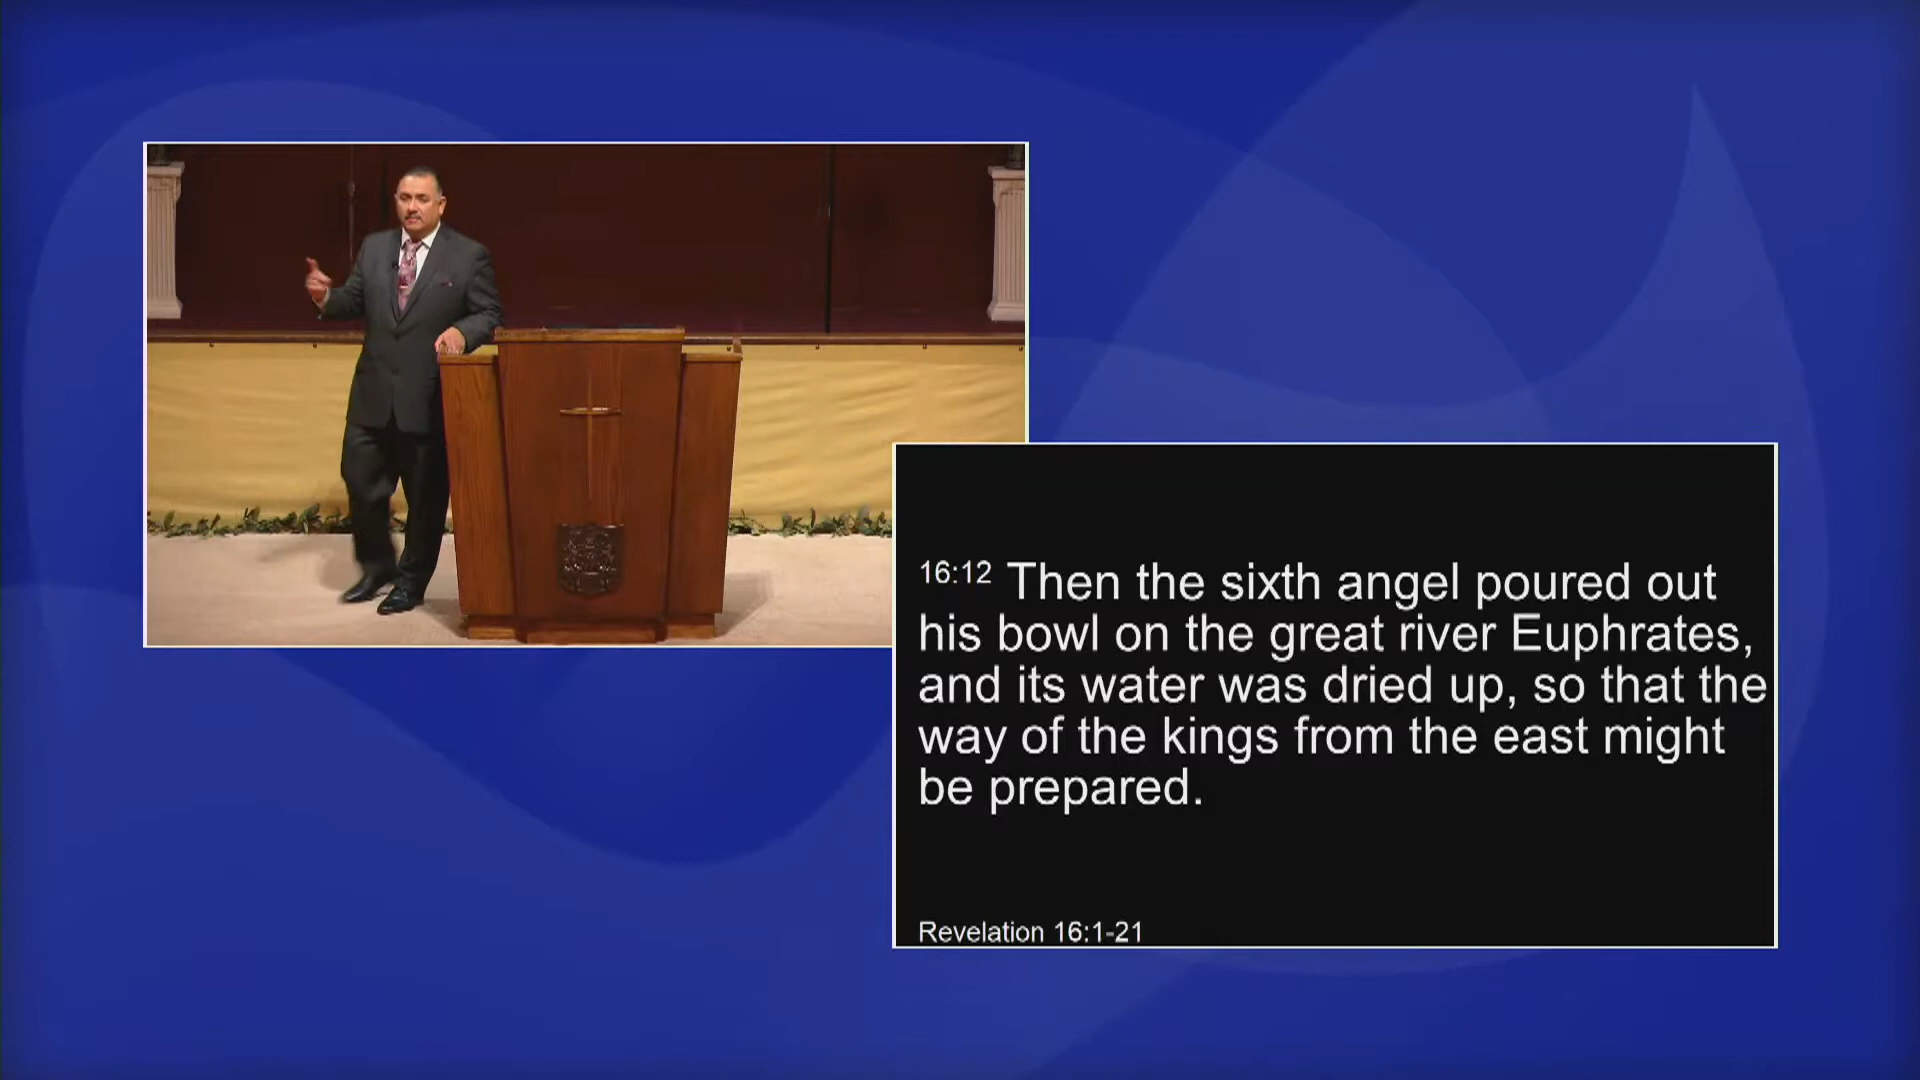 16:12 Then the sixth angel poured out
his bowl on the great river Euphrates,
and its water was dried up, so that the
way of the kings from the east might
be prepared.
Revelation 16:1-21